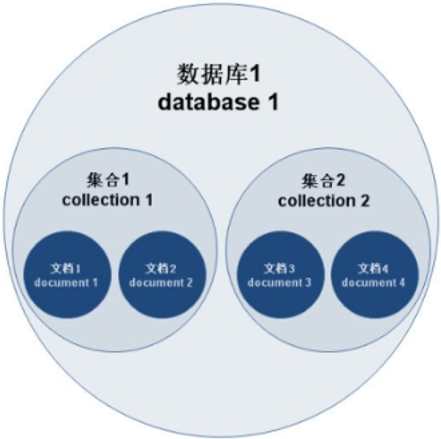 数据库1
database 1
集合1
collection 1
集合2
collection 2
文档1
document 1
文档2
document 2
文档3
document 3
文档4
document 4